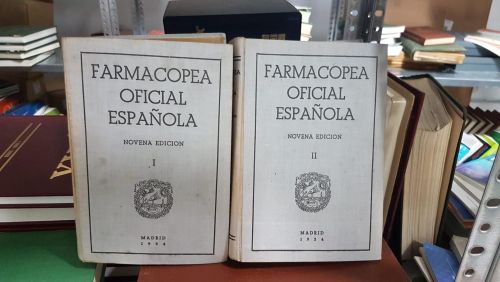 FARMACOPEA
OFICIAL
ESPAÑOLA
NOVENA EDICION
I
MADRID
1954
FARMACOPEA
OFICIAL
ESPAÑOLA
NOVENA EDICION
II
MADRID
1954